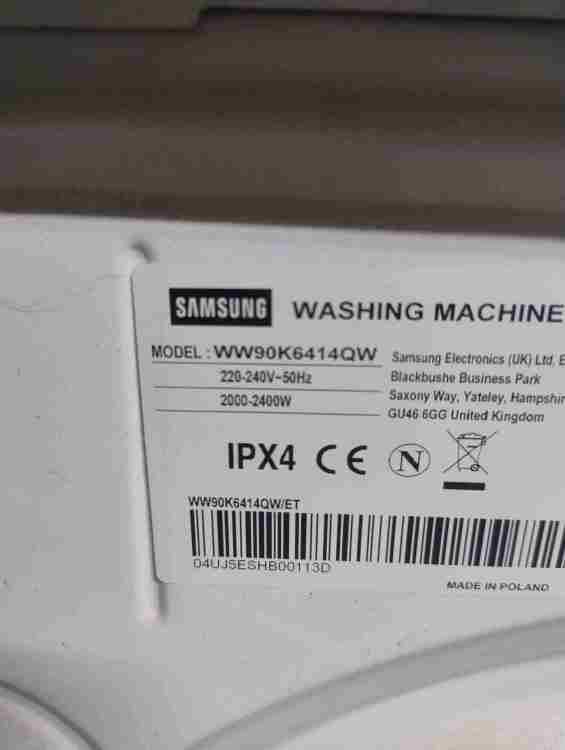 SAMSUNG WASHING MACHINE
MODEL : WW90K6414QW
220-240V~50Hz
2000-2400W
Samsung Electronics (UK) Ltd. E
Blackbushe Business Park
Saxony Way, Yateley, Hampshir
GU46 6GG United Kingdom
IPX4 CE N
WW90K6414QW/ET
04UJ5ESHB00113D
MADE IN POLAND